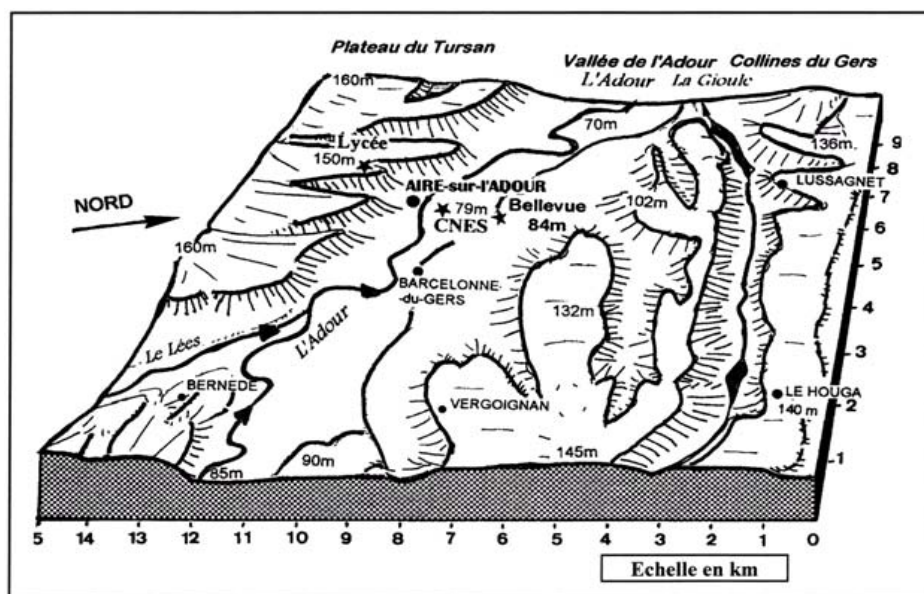 Plateau du Tursan
Vallée de l'Adour Collines du Gers
L'Adour La Gioule
160m
70m
9
136m
Lycée
150m
8
LUSSAGNET
AIRE-sur-l'ADOUR
7
NORD
79m
Bellevue
102m
CNES
84m
6
160m
BARCELONNE
-du-GERS
5
132m
4
L'Adour
Le Lées
3
BERNEDE
LE HOUGA
VERGOIGNAN
140 m
2
145m
85m
90m
1
5 14 13 12 11 10 9 8 7 6 5 4 3 2 1 0
Echelle en km